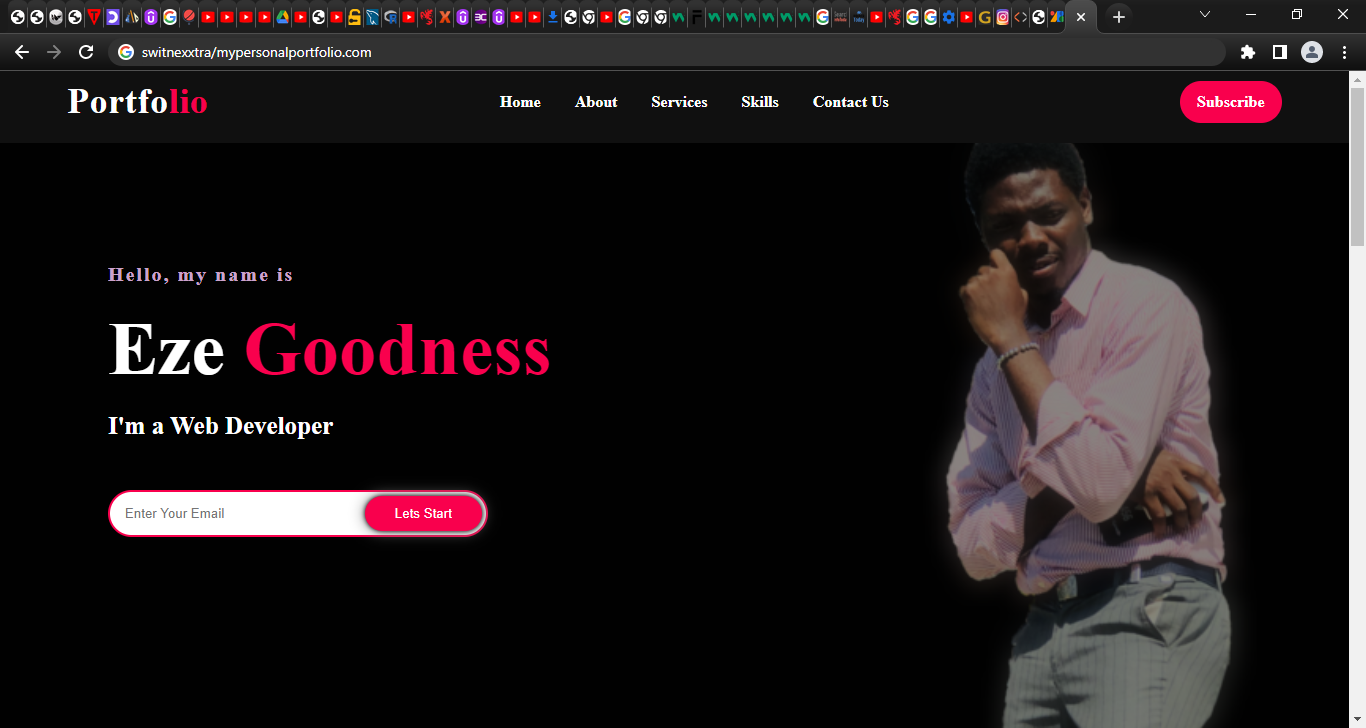 switnexxtra/mypersonalportfolio.com
Portfolio
Home About Services Skills Contact Us
Subscribe
Hello, my name is
Eze Goodness
I'm a Web Developer
Enter Your Email
Lets Start